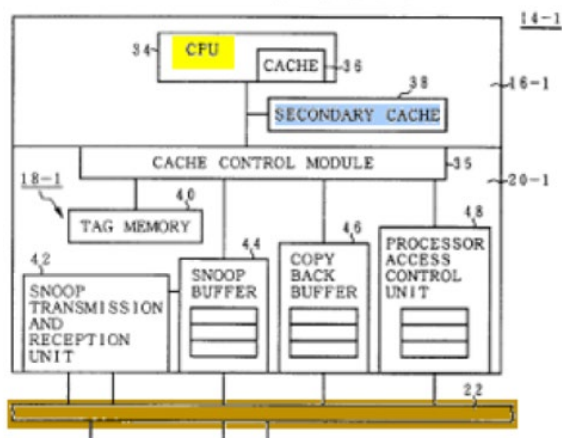 14-1
34
CPU
CACHE
36
38
16-1
SECONDARY CACHE
CACHE CONTROL MODULE
35
18-1
20-1
40
TAG MEMORY
42
44
46
48
SNOOP
TRANSMISSION
AND
RECEPTION
UNIT
SNOOP
BUFFER
COPY
BACK
BUFFER
PROCESSOR
ACCESS
CONTROL
UNIT
22